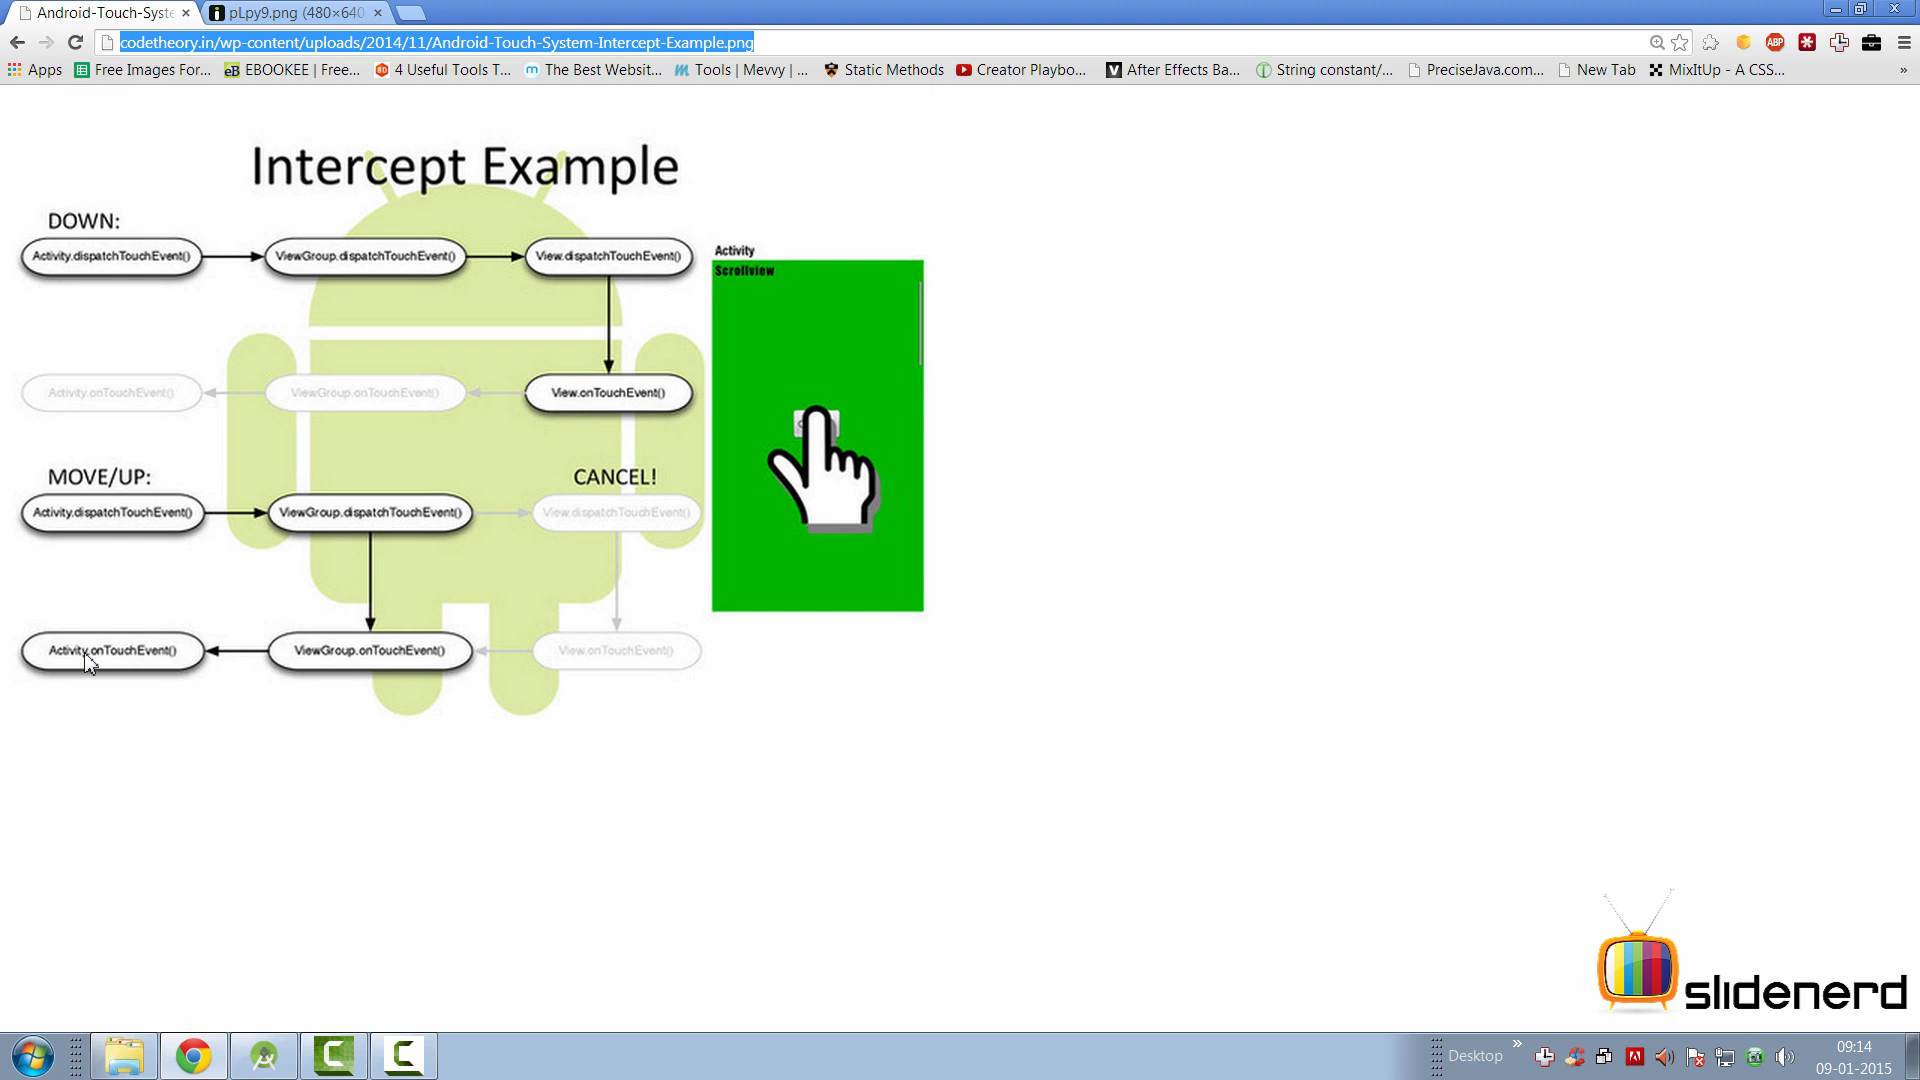 Android-Touch-Syste
pLpy9.png (480×640
codetheory.in/wp-content/uploads/2014/11/Android-Touch-System-Intercept-Example.png
Apps Free Images For... EBOOKEE | Free... 4 Useful Tools T... The Best Websit... Tools | Mevvy | ... Static Methods Creator Playbo... After Effects Ba... String constant/... PreciseJava.com... New Tab MixItUp - A CSS... »
Intercept Example
DOWN:
Activity.dispatchTouchEvent() ViewGroup.dispatchTouchEvent() View.dispatchTouchEvent()
Activity.onTouchEvent() ViewGroup.onTouchEvent() View.onTouchEvent()
MOVE/UP: CANCEL!
Activity.dispatchTouchEvent() ViewGroup.dispatchTouchEvent() View.dispatchTouchEvent()
Activity.onTouchEvent() ViewGroup.onTouchEvent() View.onTouchEvent()
Activity
Scrollview
slidenerd
Desktop »
09:14
09-01-2015